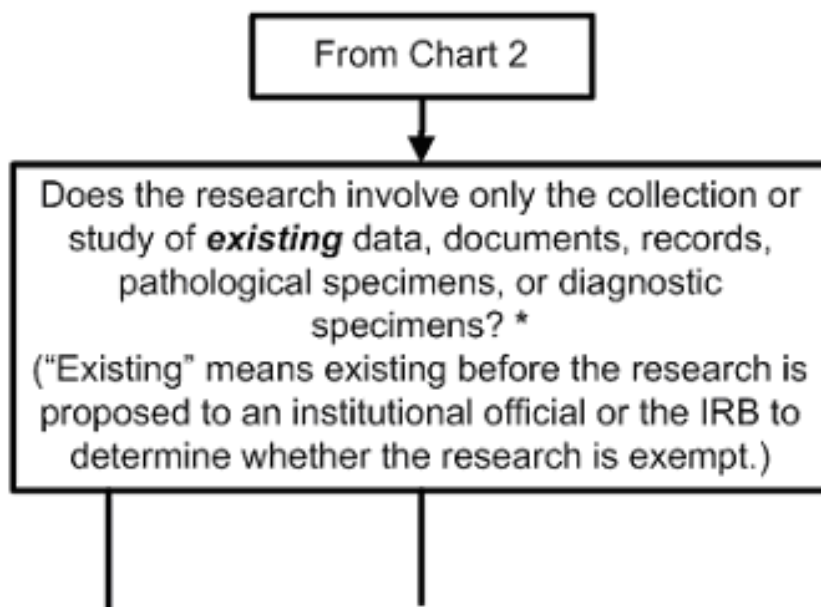 From Chart 2
Does the research involve only the collection or
study of existing data, documents, records,
pathological specimens, or diagnostic
specimens? *
(“Existing” means existing before the research is
proposed to an institutional official or the IRB to
determine whether the research is exempt.)